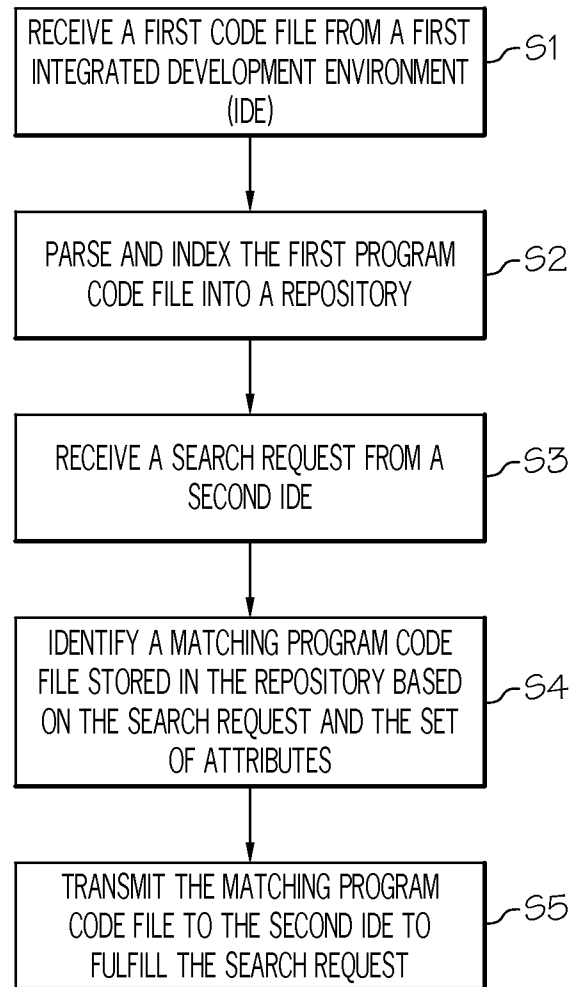 RECEIVE A FIRST CODE FILE FROM A FIRST
INTEGRATED DEVELOPMENT ENVIRONMENT
(IDE)
S1
PARSE AND INDEX THE FIRST PROGRAM
CODE FILE INTO A REPOSITORY
S2
RECEIVE A SEARCH REQUEST FROM A
SECOND IDE
S3
IDENTIFY A MATCHING PROGRAM CODE
FILE STORED IN THE REPOSITORY BASED
ON THE SEARCH REQUEST AND THE SET
OF ATTRIBUTES
S4
TRANSMIT THE MATCHING PROGRAM
CODE FILE TO THE SECOND IDE TO
FULFILL THE SEARCH REQUEST
S5